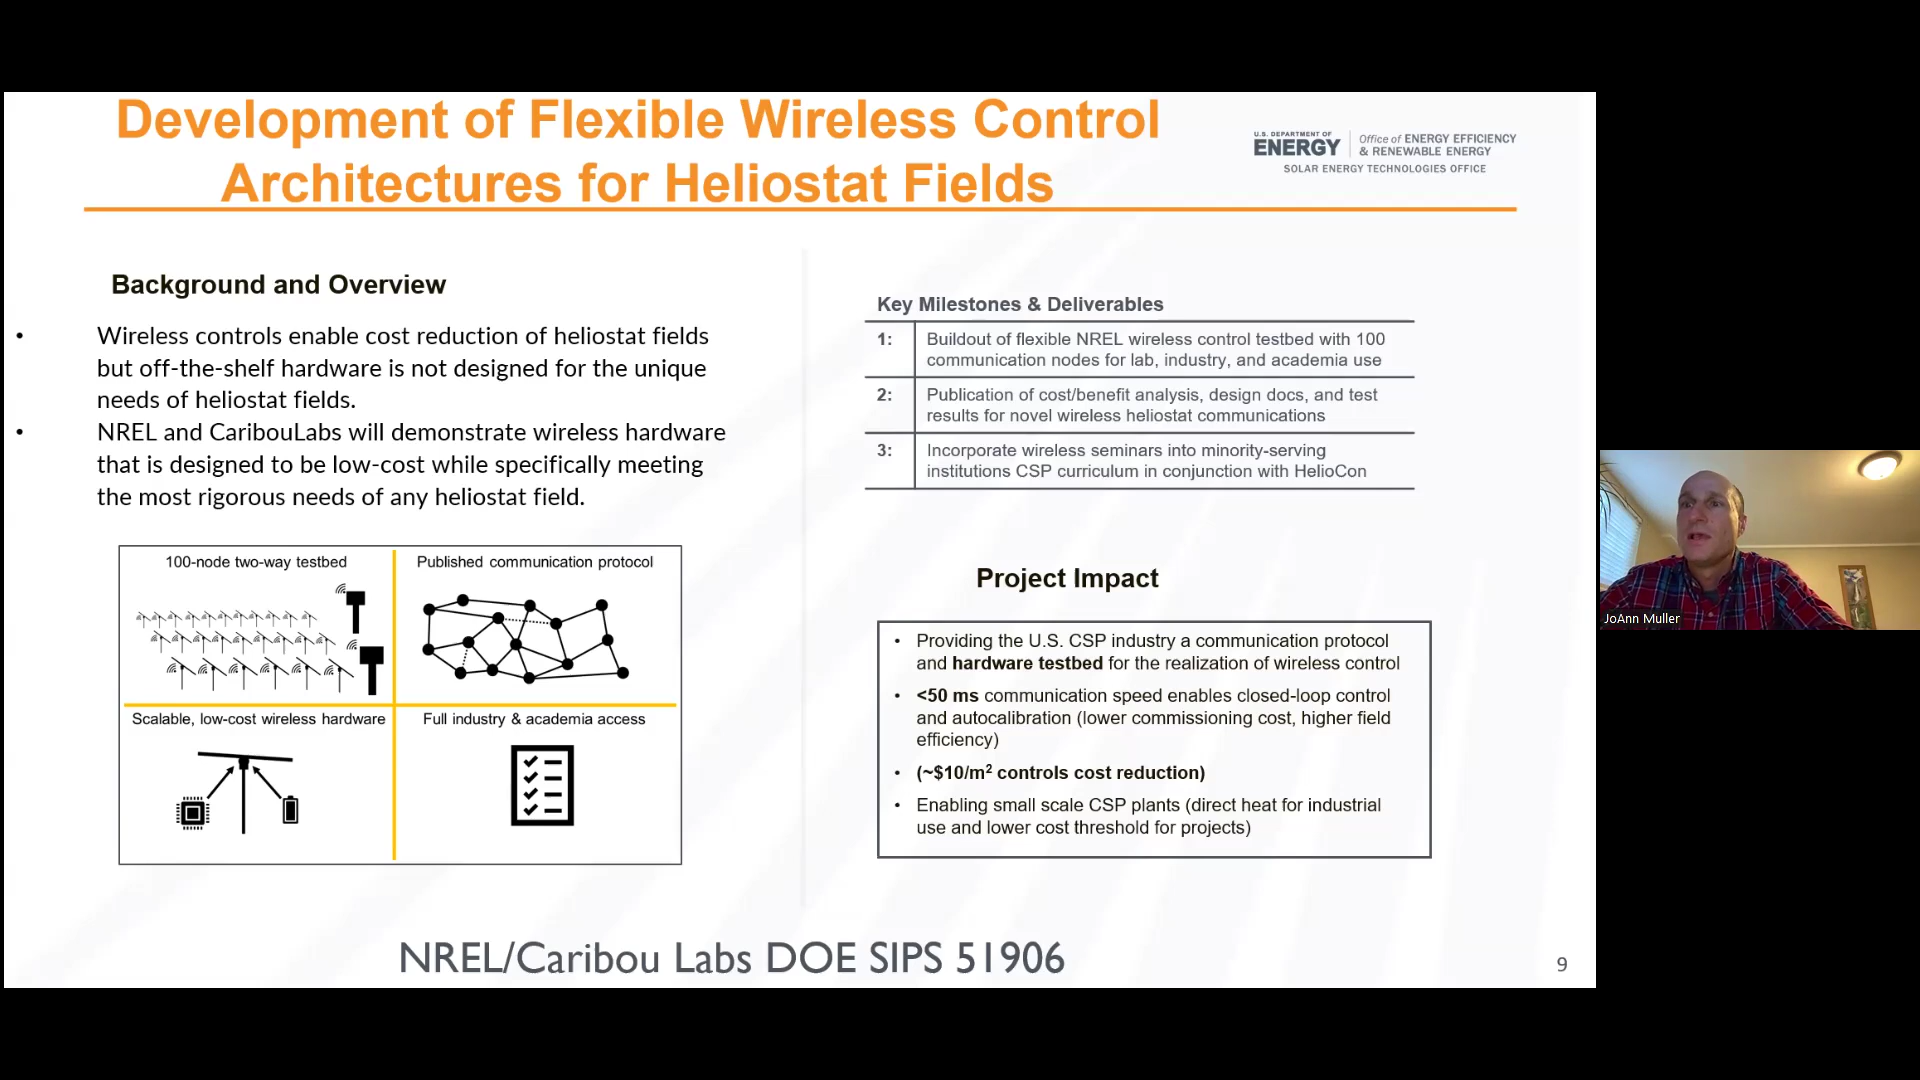 Development of Flexible Wireless Control
Architectures for Heliostat Fields
U.S. DEPARTMENT OF
ENERGY
Office of ENERGY EFFICIENCY
& RENEWABLE ENERGY
SOLAR ENERGY TECHNOLOGIES OFFICE
Background and Overview
• Wireless controls enable cost reduction of heliostat fields
but off-the-shelf hardware is not designed for the unique
needs of heliostat fields.
• NREL and CaribouLabs will demonstrate wireless hardware
that is designed to be low-cost while specifically meeting
the most rigorous needs of any heliostat field.
100-node two-way testbed
Published communication protocol
Scalable, low-cost wireless hardware
Full industry & academia access
Key Milestones & Deliverables
1: Buildout of flexible NREL wireless control testbed with 100
communication nodes for lab, industry, and academia use
2: Publication of cost/benefit analysis, design docs, and test
results for novel wireless heliostat communications
3: Incorporate wireless seminars into minority-serving
institutions CSP curriculum in conjunction with HelioCon
Project Impact
• Providing the U.S. CSP industry a communication protocol
and hardware testbed for the realization of wireless control
• <50 ms communication speed enables closed-loop control
and autocalibration (lower commissioning cost, higher field
efficiency)
• (~$10/m² controls cost reduction)
• Enabling small scale CSP plants (direct heat for industrial
use and lower cost threshold for projects)
NREL/Caribou Labs DOE SIPS 51906
9
JoAnn Muller